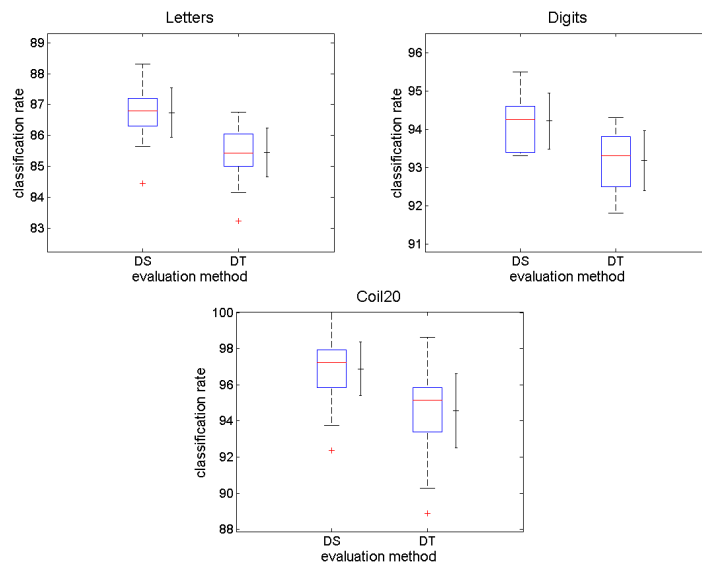 Letters
89
88
87
86
85
84
83
classification rate
DS
DT
evaluation method
Digits
96
95
94
93
92
91
classification rate
DS
DT
evaluation method
Coil20
100
98
96
94
92
90
88
classification rate
DS
DT
evaluation method